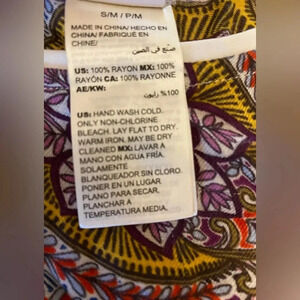 S/M / P/M
MADE IN CHINA/HECHO EN
CHINA/ FABRIQUÉ EN
CHINE/
صنع في الصين
US: 100% RAYON MX: 100%
RAYÓN CA: 100% RAYONNE
AE/KW:
100% رايون
US: HAND WASH COLD.
ONLY NON-CHLORINE
BLEACH. LAY FLAT TO DRY.
WARM IRON. MAY BE DRY
CLEANED MX: LAVAR A
MANO CON AGUA FRÍA.
SOLAMENTE
BLANQUEADOR SIN CLORO.
PONER EN UN LUGAR
PLANO PARA SECAR.
PLANCHAR A
TEMPERATURA MEDIA.